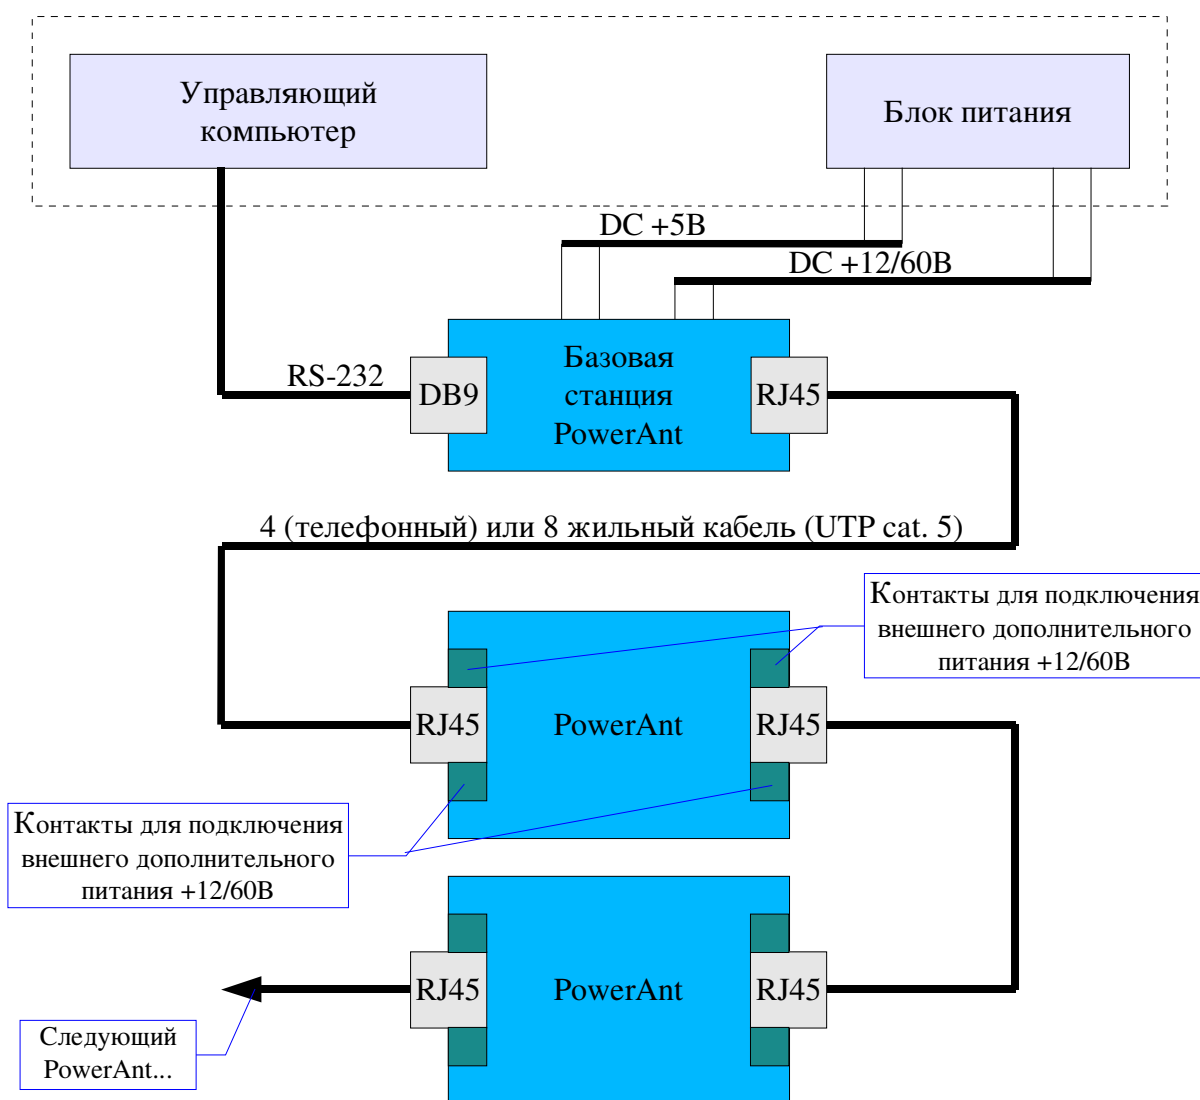 Управляющий
компьютер
Блок питания
DC +5В
DC +12/60В
RS-232
DB9
Базовая
станция
PowerAnt
RJ45
4 (телефонный) или 8 жильный кабель (UTP cat. 5)
Контакты для подключения
внешнего дополнительного
питания +12/60В
RJ45
PowerAnt
RJ45
Контакты для подключения
внешнего дополнительного
питания +12/60В
RJ45
PowerAnt
RJ45
Следующий
PowerAnt...